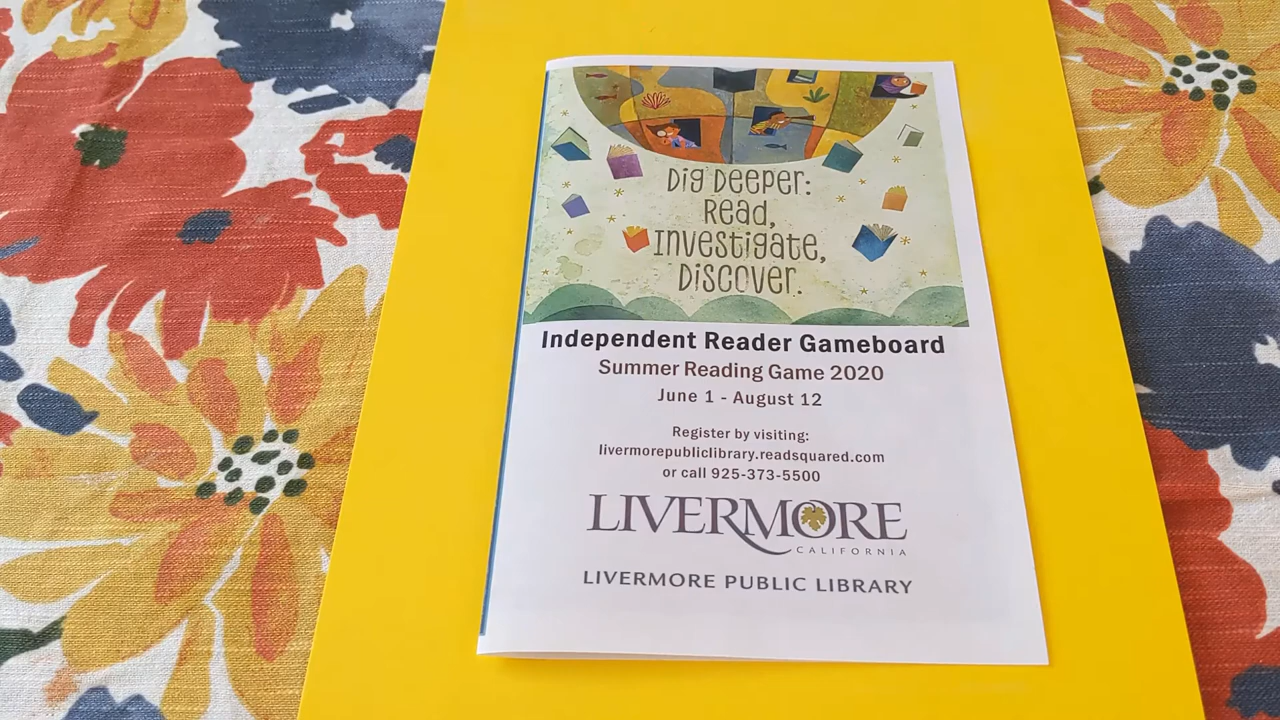 Dig Deeper:
Read,
Investigate,
Discover.
Independent Reader Gameboard
Summer Reading Game 2020
June 1 - August 12
Register by visiting:
livermorepubliclibrary.readsquared.com
or call 925-373-5500
LIVERMORE
CALIFORNIA
LIVERMORE PUBLIC LIBRARY